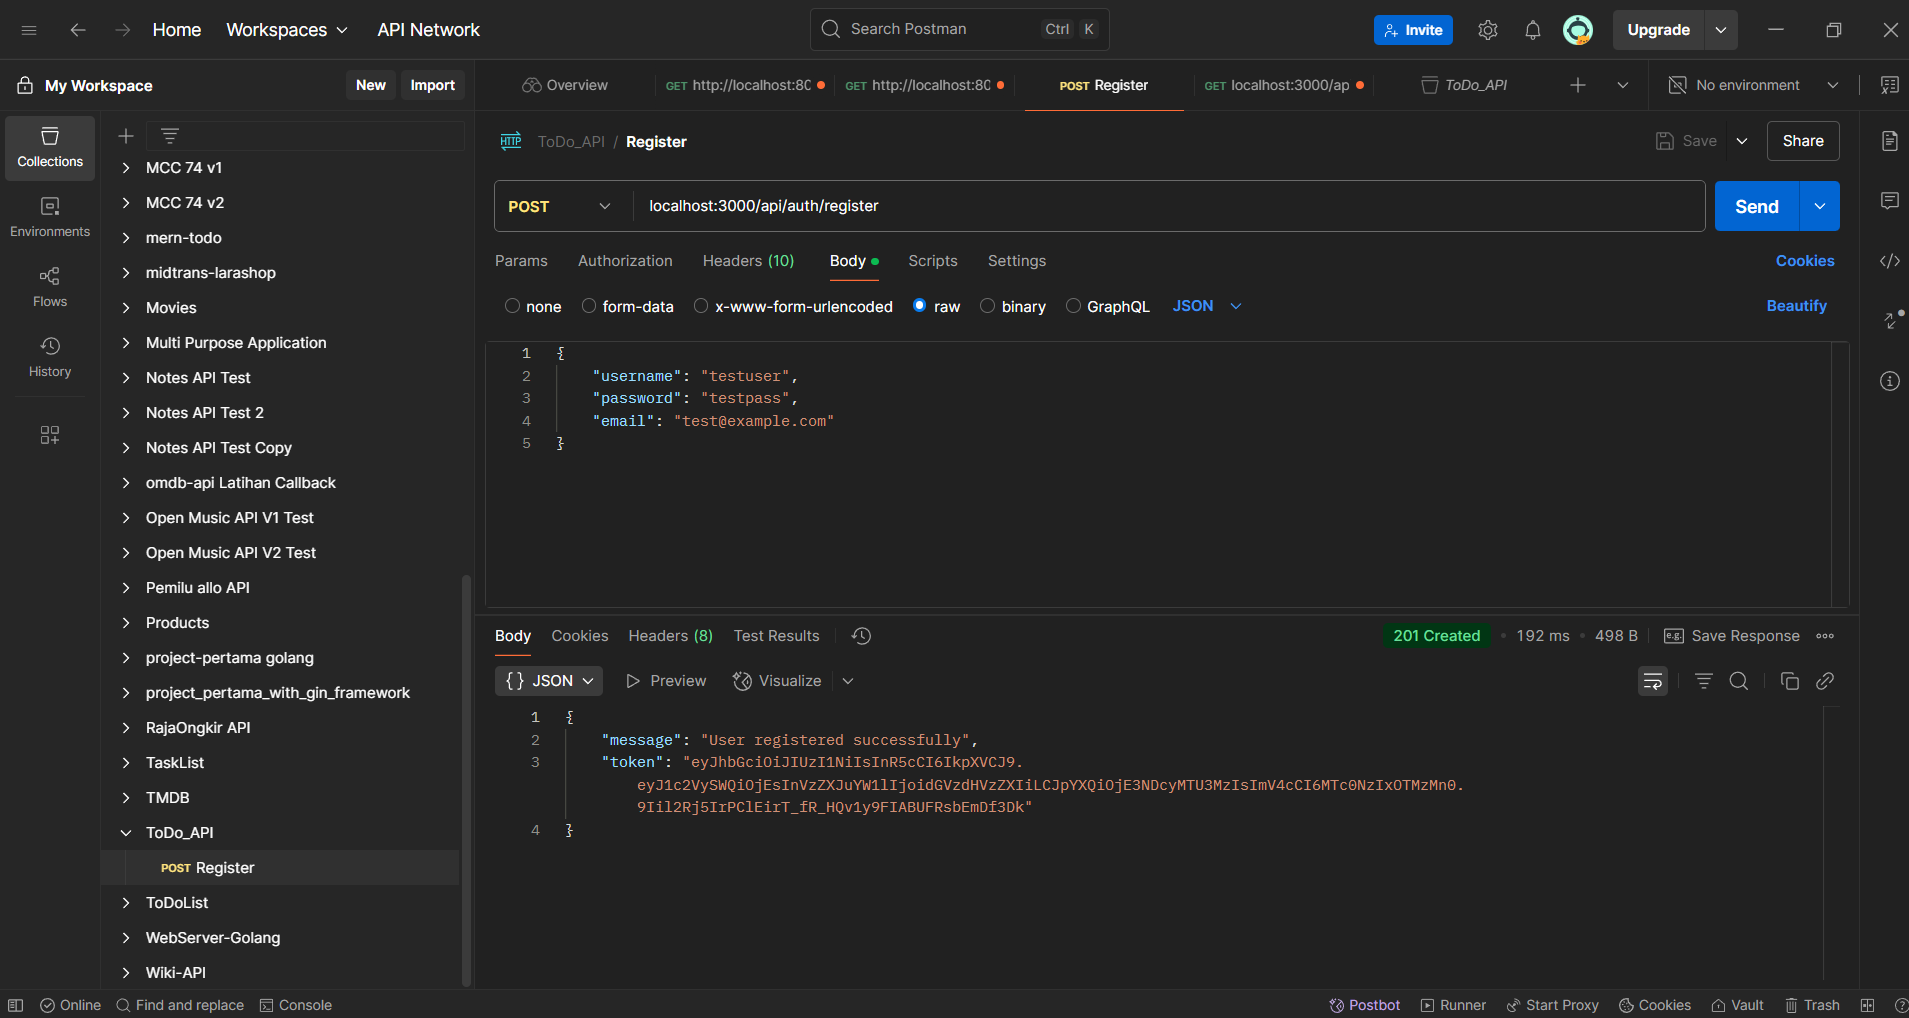 Home Workspaces API Network Search Postman Ctrl K Invite Upgrade
My Workspace New Import Overview GET http://localhost:80 GET http://localhost:80 POST Register GET localhost:3000/ap ToDo_API No environment
Collections
Environments
Flows
History
MCC 74 v1
MCC 74 v2
mern-todo
midtrans-larashop
Movies
Multi Purpose Application
Notes API Test
Notes API Test 2
Notes API Test Copy
omdb-api Latihan Callback
Open Music API V1 Test
Open Music API V2 Test
Pemilu allo API
Products
project-pertama golang
project_pertama_with_gin_framework
RajaOngkir API
TaskList
TMDB
ToDo_API
POST Register
ToDoList
WebServer-Golang
Wiki-API
HTTP ToDo_API / Register Save Share
POST localhost:3000/api/auth/register Send
Params Authorization Headers (10) Body Scripts Settings Cookies
none form-data x-www-form-urlencoded raw binary GraphQL JSON Beautify
1 {
2 "username": "testuser",
3 "password": "testpass",
4 "email": "test@example.com"
5 }
Body Cookies Headers (8) Test Results 201 Created 192 ms 498 B e.g. Save Response
{} JSON Preview Visualize
1 {
2 "message": "User registered successfully",
3 "token": "eyJhbGciOiJIUzI1NiIsInR5cCI6IkpXVCJ9.
eyJ1c2VySWQiOjEsInVzZXJuYW1lIjoidGVzdHVzZXIiLCJpYXQiOjE3NDcyMTU3MzIsImV4cCI6MTc0NzIxOTMzMn0.
9Iil2Rj5IrPClEirT_fR_HQv1y9FIABUFRsbEmDf3Dk"
4 }
Online Find and replace Console Postbot Runner Start Proxy Cookies Vault Trash